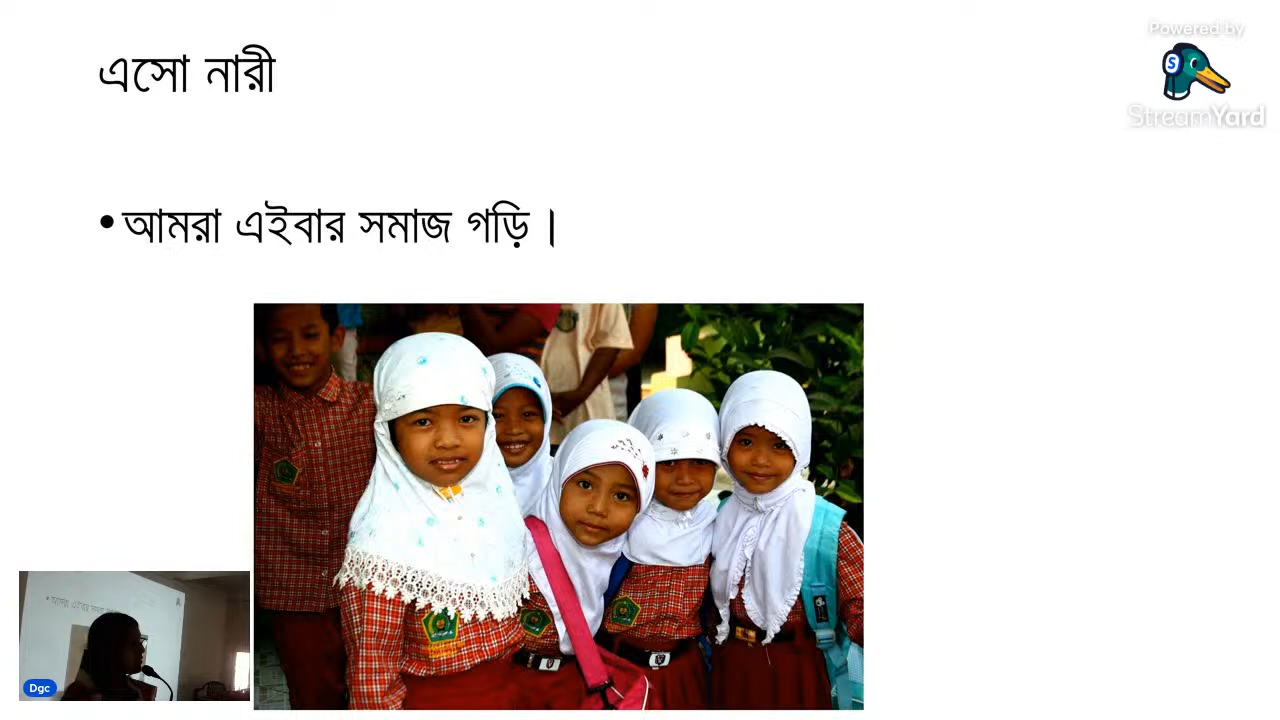 এসো নারী
Powered by
StreamYard
• আমরা এইবার সমাজ গড়ি।
Dgc